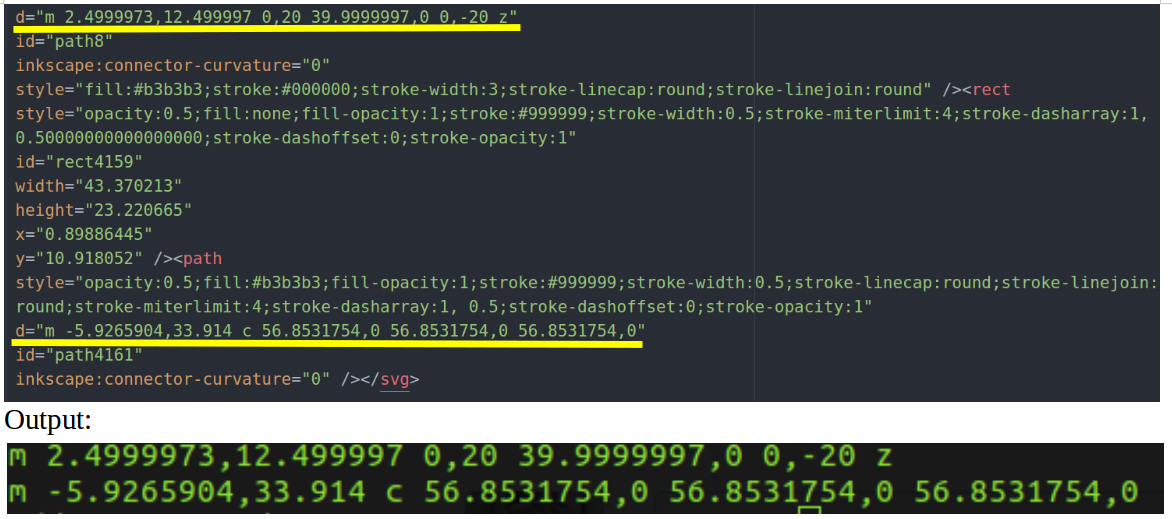 d="m 2.4999973,12.499997 0,20 39.9999997,0 0,-20 z"
id="path8"
inkscape:connector-curvature="0"
style="fill:#b3b3b3;stroke:#000000;stroke-width:3;stroke-linecap:round;stroke-linejoin:round" /><rect
style="opacity:0.5;fill:none;fill-opacity:1;stroke:#999999;stroke-width:0.5;stroke-miterlimit:4;stroke-dasharray:1,
0.50000000000000000;stroke-dashoffset:0;stroke-opacity:1"
id="rect4159"
width="43.370213"
height="23.220665"
x="0.89886445"
y="10.918052" /><path
style="opacity:0.5;fill:#b3b3b3;fill-opacity:1;stroke:#999999;stroke-width:0.5;stroke-linecap:round;stroke-linejoin:
round;stroke-miterlimit:4;stroke-dasharray:1, 0.5;stroke-dashoffset:0;stroke-opacity:1"
d="m -5.9265904,33.914 c 56.8531754,0 56.8531754,0 56.8531754,0"
id="path4161"
inkscape:connector-curvature="0" /></svg>
Output:
m 2.4999973,12.499997 0,20 39.9999997,0 0,-20 z
m -5.9265904,33.914 c 56.8531754,0 56.8531754,0 56.8531754,0